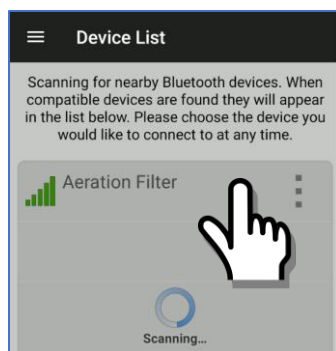 Device List
Scanning for nearby Bluetooth devices. When
compatible devices are found they will appear
in the list below. Please choose the device you
would like to connect to at any time.
Aeration Filter
Scanning...